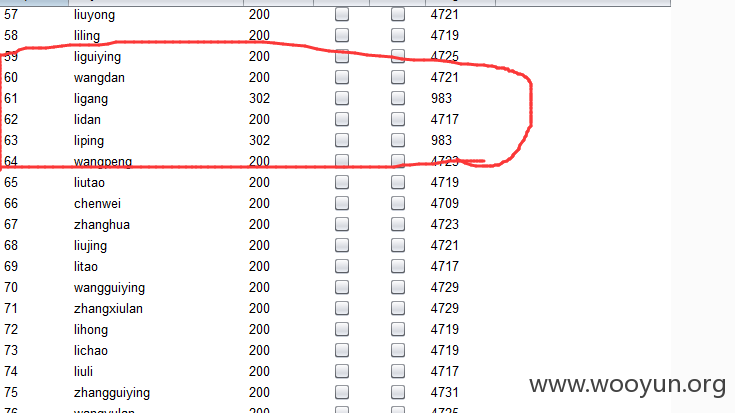 57 liuyong 200 4721
58 liling 200 4719
59 liguiying 200 4725
60 wangdan 200 4721
61 ligang 302 983
62 lidan 200 4717
63 liping 302 983
64 wangpeng 200 4723
65 liutao 200 4719
66 chenwei 200 4709
67 zhanghua 200 4723
68 liujing 200 4721
69 litao 200 4717
70 wangguiying 200 4729
71 zhangxiulan 200 4729
72 lihong 200 4719
73 lichao 200 4719
74 liuli 200 4717
75 zhangguiying 200 4731
76 wangyulan 200 4725
www.wooyun.org